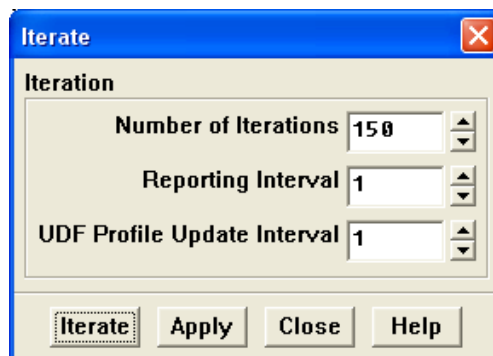 Iterate
Iteration
Number of Iterations 150
Reporting Interval 1
UDF Profile Update Interval 1
Iterate Apply Close Help